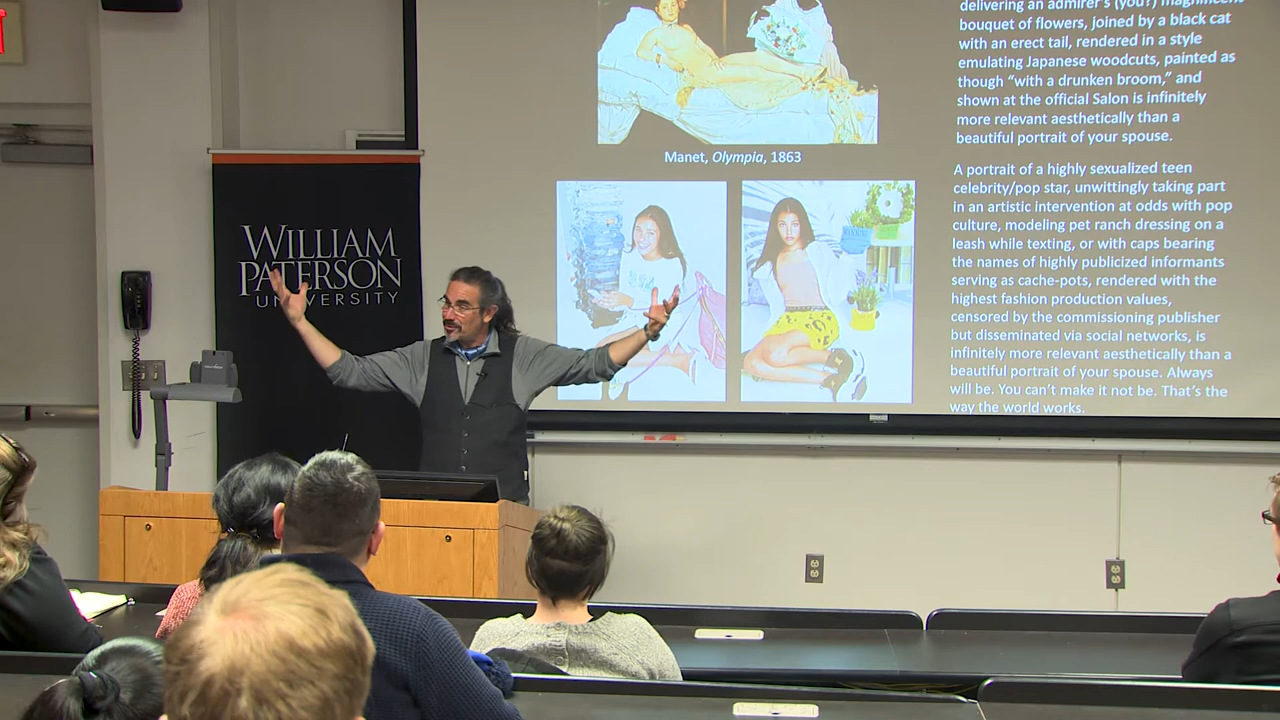 WILLIAM
PATERSON
UNIVERSITY
Manet, Olympia, 1863
delivering an admirer's (you?) magnificent
bouquet of flowers, joined by a black cat
with an erect tail, rendered in a style
emulating Japanese woodcuts, painted as
though “with a drunken broom,” and
shown at the official Salon is infinitely
more relevant aesthetically than a
beautiful portrait of your spouse.
A portrait of a highly sexualized teen
celebrity/pop star, unwittingly taking part
in an artistic intervention at odds with pop
culture, modeling pet ranch dressing on a
leash while texting, or with caps bearing
the names of highly publicized informants
serving as cache-pots, rendered with the
highest fashion production values,
censored by the commissioning publisher
but disseminated via social networks, is
infinitely more relevant aesthetically than a
beautiful portrait of your spouse. Always
will be. You can't make it not be. That's the
way the world works.